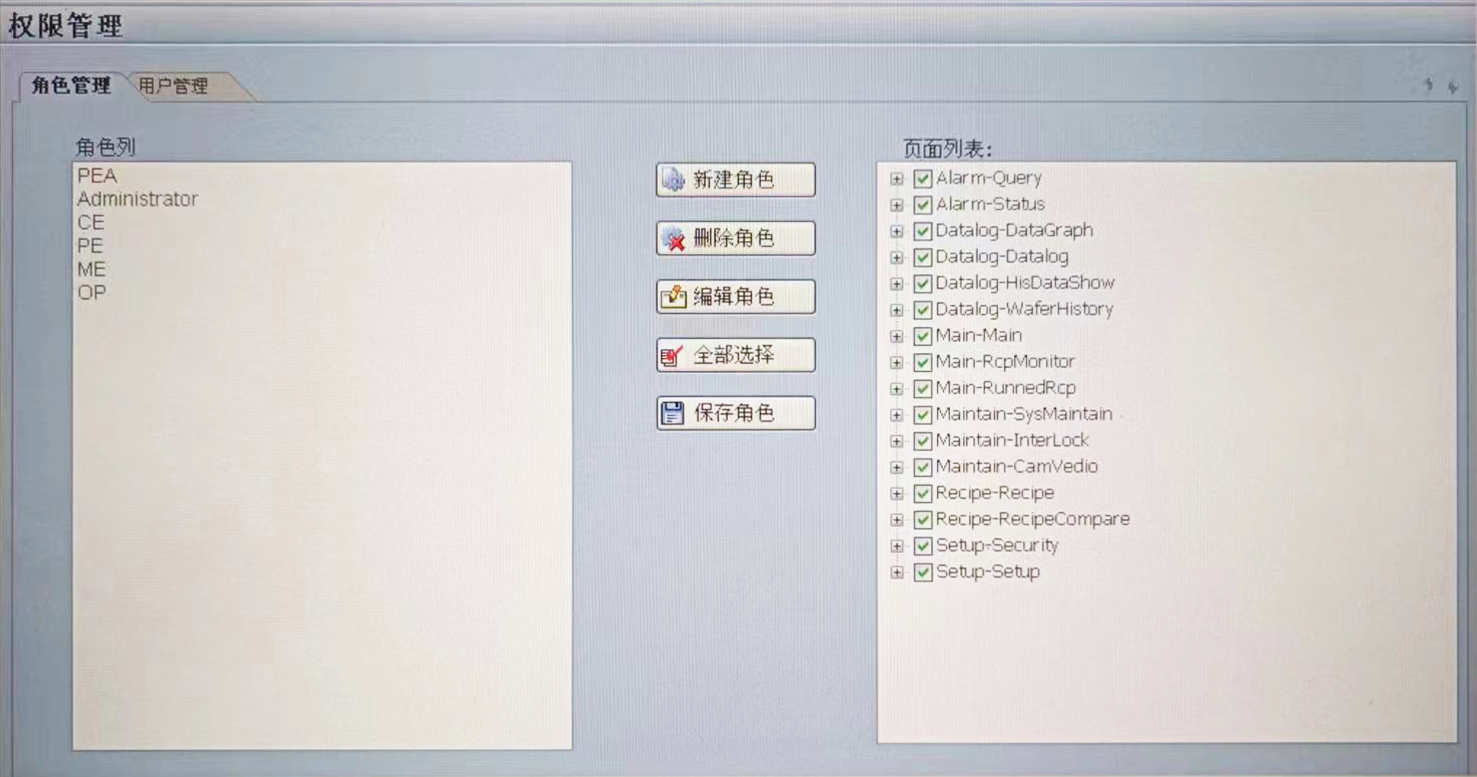 权限管理
角色管理
用户管理
角色列
PEA
Administrator
CE
PE
ME
OP
新建角色
删除角色
编辑角色
全部选择
保存角色
页面列表:
Alarm-Query
Alarm-Status
Datalog-DataGraph
Datalog-Datalog
Datalog-HisDataShow
Datalog-WaferHistory
Main-Main
Main-RcpMonitor
Main-RunnedRcp
Maintain-SysMaintain
Maintain-InterLock
Maintain-CamVedio
Recipe-Recipe
Recipe-RecipeCompare
Setup-Security
Setup-Setup